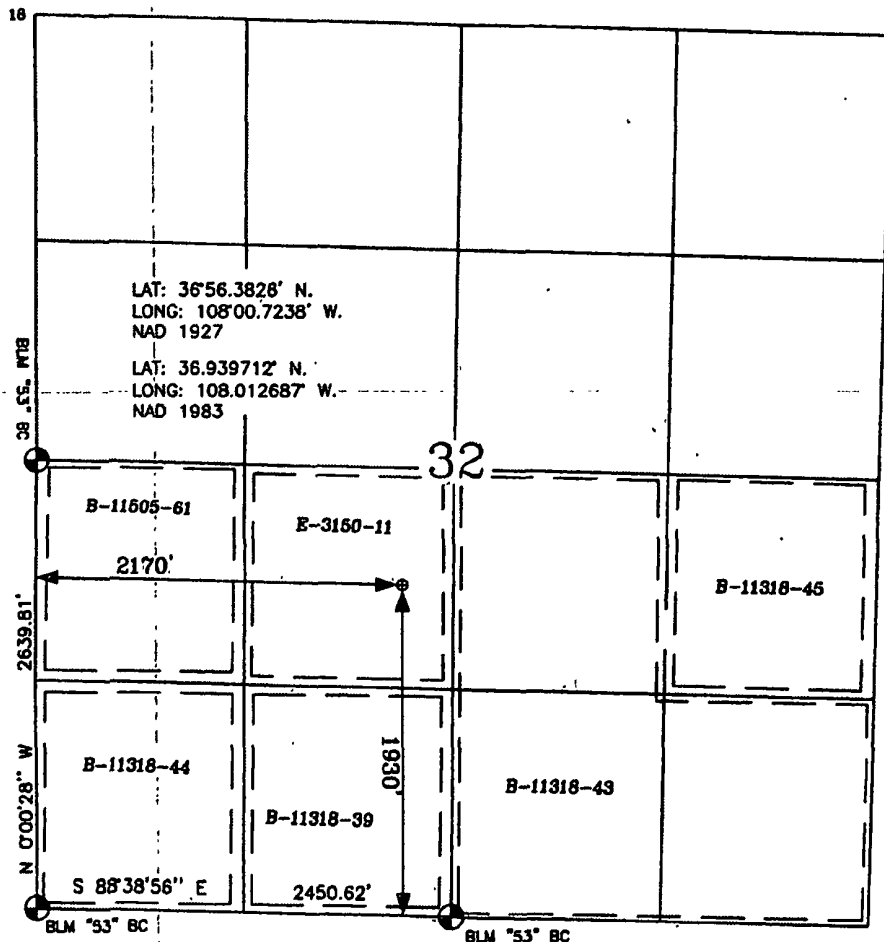 16
LAT: 36°56.3828' N.
LONG: 108°00.7238' W.
NAD 1927
LAT: 36.939712° N.
LONG: 108.012687° W.
NAD 1983
BLM "53" BC
32
B-11505-61
E-3150-11
2170'
B-11318-45
2639.81'
1930'
B-11318-44
B-11318-43
B-11318-39
N 0°00'28" W
S 88°38'56" E
2450.62'
BLM "53" BC
BLM "53" BC